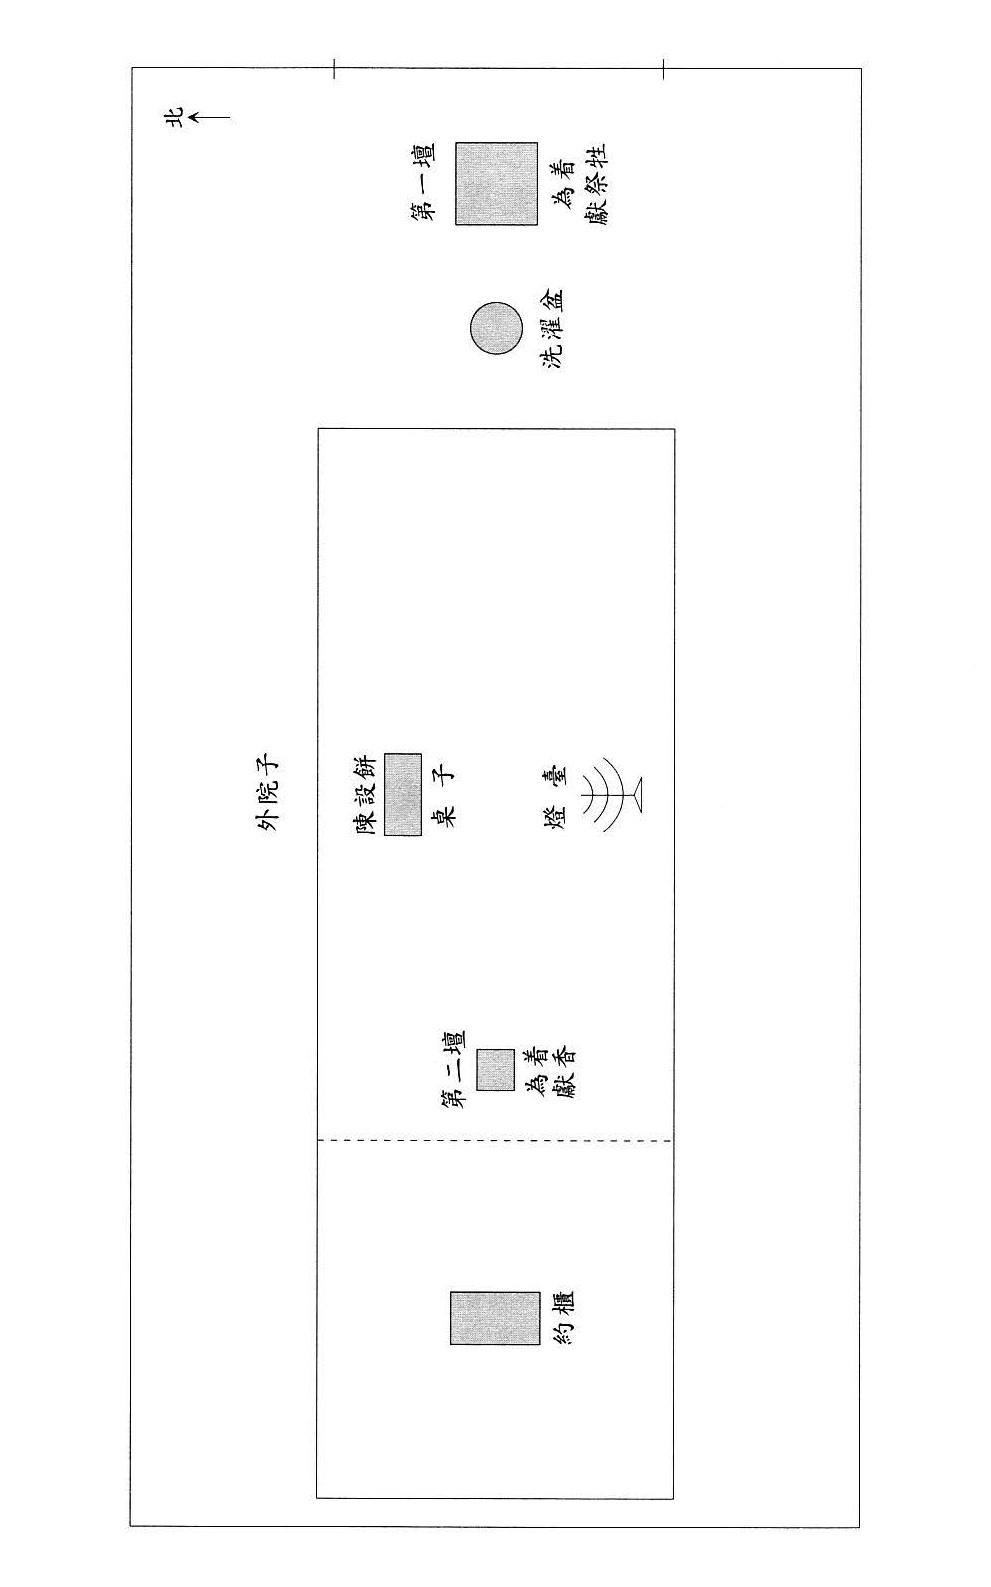 北
第一壇
為着
獻祭牲
洗濯盆
外院子
陳設餅
桌子
燈臺
第二壇
為着
獻香
約櫃